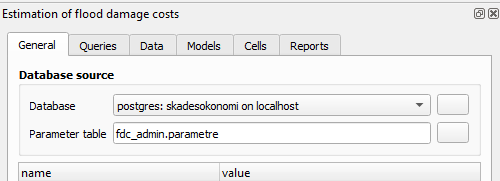 Estimation of flood damage costs
General Queries Data Models Cells Reports
Database source
Database postgres: skadesokonomi on localhost
Parameter table fdc_admin.parametre
name value